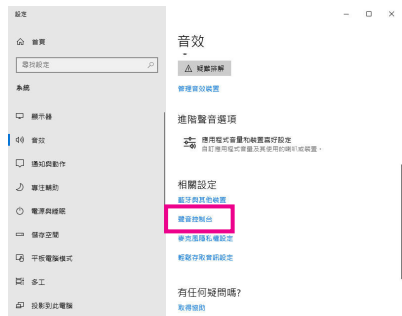 設定
首頁
尋找設定
系統
顯示器
音效
通知與動作
專注輔助
電源與睡眠
儲存空間
平板電腦模式
多工
投影到此電腦
音效
疑難排解
管理音效裝置
進階聲音選項
應用程式音量和裝置喜好設定
自訂應用程式音量及其使用的喇叭或裝置。
相關設定
藍牙與其他裝置
聲音控制台
麥克風隱私權設定
輕鬆存取音訊設定
有任何疑問嗎?
取得協助